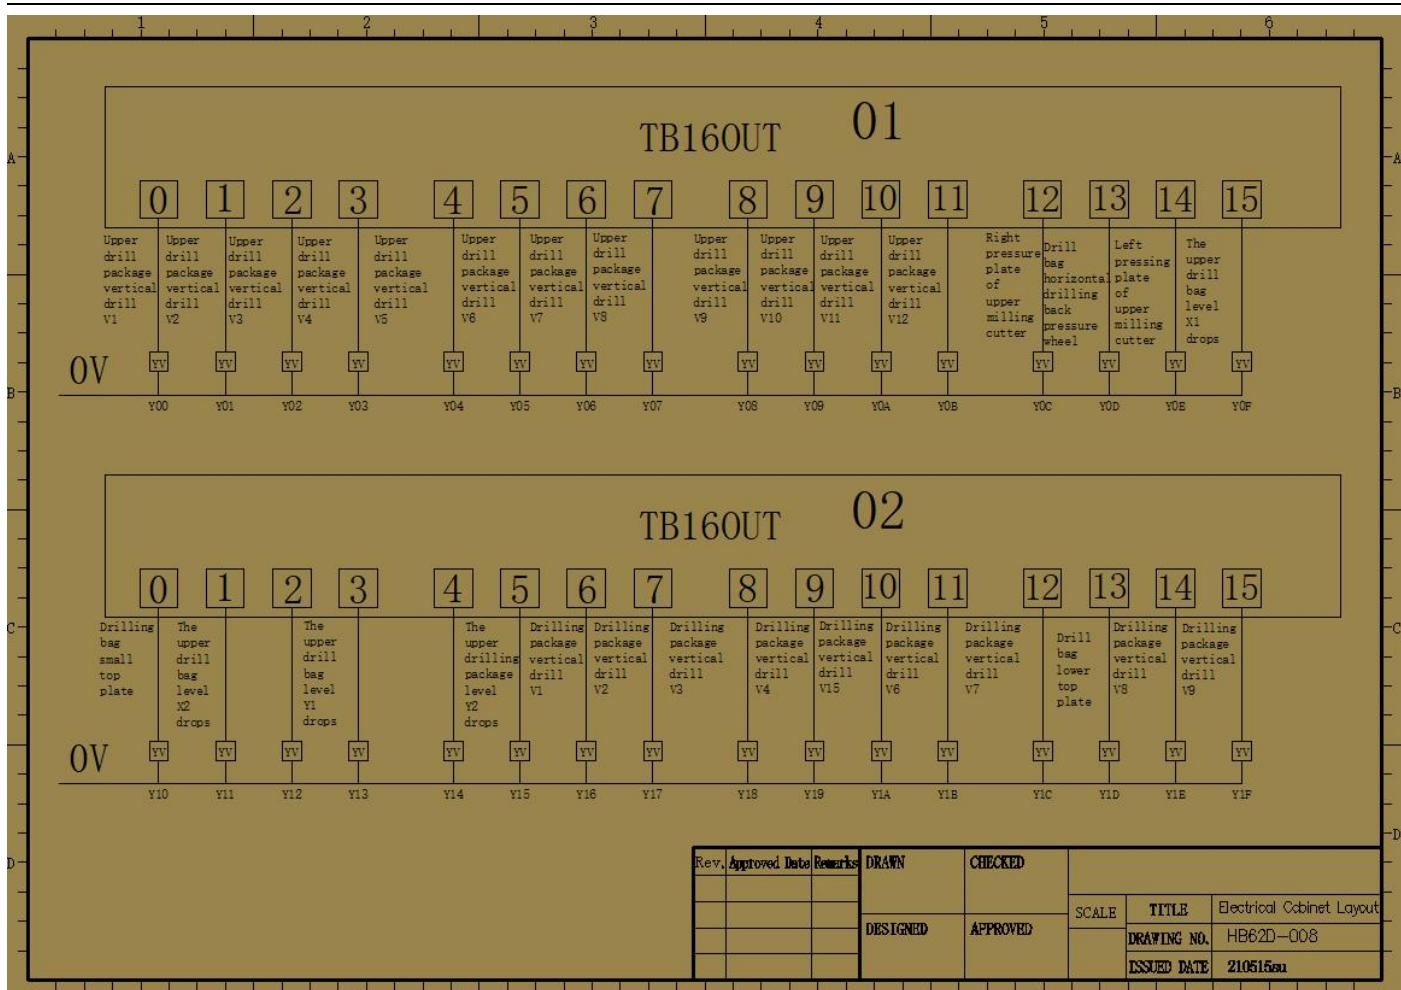 1 2 3 4 5 6
A A
01
TB16OUT
0 1 2 3 4 5 6 7 8 9 10 11 12 13 14 15
Upper
drill
package
vertical
drill
V1
Upper
drill
package
vertical
drill
V2
Upper
drill
package
vertical
drill
V3
Upper
drill
package
vertical
drill
V4
Upper
drill
package
vertical
drill
V5
Upper
drill
package
vertical
drill
V6
Upper
drill
package
vertical
drill
V7
Upper
drill
package
vertical
drill
V8
Upper
drill
package
vertical
drill
V9
Upper
drill
package
vertical
drill
V10
Upper
drill
package
vertical
drill
V11
Upper
drill
package
vertical
drill
V12
Right
pressure
plate
of
upper
milling
cutter
Drill
bag
horizontal
drilling
back
pressure
wheel
Left
pressing
plate
of
upper
milling
cutter
The
upper
drill
bag
level
X1
drops
0V
YV YV YV YV YV YV YV YV YV YV YV YV YV YV YV YV
B B
Y00 Y01 Y02 Y03 Y04 Y05 Y06 Y07 Y08 Y09 Y0A Y0B Y0C Y0D Y0E Y0F
02
TB16OUT
0 1 2 3 4 5 6 7 8 9 10 11 12 13 14 15
C C
Drilling
bag
small
top
plate
The
upper
drill
bag
level
X2
drops
The
upper
drill
bag
level
Y1
drops
The
upper
drilling
package
level
Y2
drops
Drilling
package
vertical
drill
V1
Drilling
package
vertical
drill
V2
Drilling
package
vertical
drill
V3
Drilling
package
vertical
drill
V4
Drilling
package
vertical
drill
V15
Drilling
package
vertical
drill
V6
Drilling
package
vertical
drill
V7
Drill
bag
lower
top
plate
Drilling
package
vertical
drill
V8
Drilling
package
vertical
drill
V9
0V
YV YV YV YV YV YV YV YV YV YV YV YV YV YV YV YV
Y10 Y11 Y12 Y13 Y14 Y15 Y16 Y17 Y18 Y19 Y1A Y1B Y1C Y1D Y1E Y1F
D D
Rev. Approved Date Remarks DRAWN CHECKED
SCALE TITLE Electrical Cabinet Layout
DESIGNED APPROVED DRAWING NO. HB62D-008
ISSUED DATE 210515su